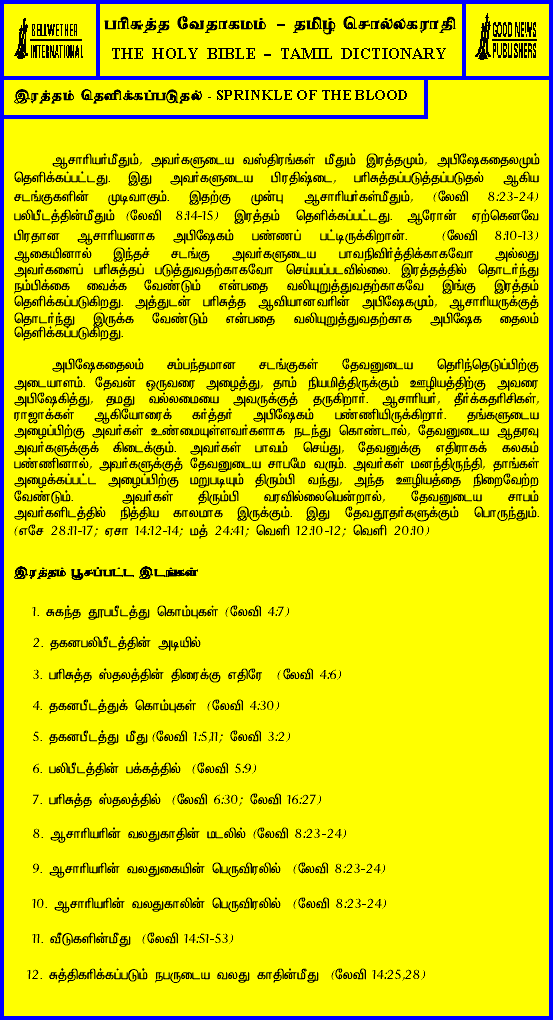 BELLWETHER
INTERNATIONAL
பரிசுத்த வேதாகமம் – தமிழ் சொல்லகராதி
THE HOLY BIBLE – TAMIL DICTIONARY
GOOD NEWS
PUBLISHERS
இரத்தம் தெளிக்கப்படுதல் - SPRINKLE OF THE BLOOD
ஆசாரியர்மீதும், அவர்களுடைய வஸ்திரங்கள் மீதும் இரத்தமும், அபிஷேகதைலமும்
தெளிக்கப்பட்டது. இது அவர்களுடைய பிரதிஷ்டை, பரிசுத்தப்படுத்தப்படுதல் ஆகிய
சடங்குகளின் முடிவாகும். இதற்கு முன்பு ஆசாரியர்கள்மீதும், (லேவி 8:23-24)
பலிபீடத்தின்மீதும் (லேவி 8:14-15) இரத்தம் தெளிக்கப்பட்டது. ஆரோன் ஏற்கெனவே
பிரதான ஆசாரியனாக அபிஷேகம் பண்ணப் பட்டிருக்கிறான். (லேவி 8:10-13)
ஆகையினால் இந்தச் சடங்கு அவர்களுடைய பாவநிவிர்த்திக்காகவோ அல்லது
அவர்களைப் பரிசுத்தப் படுத்துவதற்காகவோ செய்யப்படவில்லை. இரத்தத்தில் தொடர்ந்து
நம்பிக்கை வைக்க வேண்டும் என்பதை வலியுறுத்துவதற்காகவே இங்கு இரத்தம்
தெளிக்கப்படுகிறது. அத்துடன் பரிசுத்த ஆவியானவரின் அபிஷேகமும், ஆசாரியருக்குத்
தொடர்ந்து இருக்க வேண்டும் என்பதை வலியுறுத்துவதற்காக அபிஷேக தைலம்
தெளிக்கப்படுகிறது.
அபிஷேகதைலம் சம்பந்தமான சடங்குகள் தேவனுடைய தெரிந்தெடுப்பிற்கு
அடையாளம். தேவன் ஒருவரை அழைத்து, தாம் நியமித்திருக்கும் ஊழியத்திற்கு அவரை
அபிஷேகித்து, தமது வல்லமையை அவருக்குத் தருகிறார். ஆசாரியர், தீர்க்கதரிசிகள்,
ராஜாக்கள் ஆகியோரைக் கர்த்தர் அபிஷேகம் பண்ணியிருக்கிறார். தங்களுடைய
அழைப்பிற்கு அவர்கள் உண்மையுள்ளவர்களாக நடந்து கொண்டால், தேவனுடைய ஆதரவு
அவர்களுக்குக் கிடைக்கும். அவர்கள் பாவம் செய்து, தேவனுக்கு எதிராகக் கலகம்
பண்ணினால், அவர்களுக்குத் தேவனுடைய சாபமே வரும். அவர்கள் மனந்திருந்தி, தாங்கள்
அழைக்கப்பட்ட அழைப்பிற்கு மறுபடியும் திரும்பி வந்து, அந்த ஊழியத்தை நிறைவேற்ற
வேண்டும். அவர்கள் திரும்பி வரவில்லையென்றால், தேவனுடைய சாபம்
அவர்களிடத்தில் நித்திய காலமாக இருக்கும். இது தேவதூதர்களுக்கும் பொருந்தும்.
(எசே 28:11-17; ஏசா 14:12-14; மத் 24:41; வெளி 12:10-12; வெளி 20:10)
இரத்தம் பூசப்பட்ட இடங்கள்
1. சுகந்த தூபபீடத்து கொம்புகள் (லேவி 4:7)
2. தகனபலிபீடத்தின் அடியில்
3. பரிசுத்த ஸ்தலத்தின் திரைக்கு எதிரே (லேவி 4:6)
4. தகனபீடத்துக் கொம்புகள் (லேவி 4:30)
5. தகனபீடத்து மீது (லேவி 1:5,11; லேவி 3:2)
6. பலிபீடத்தின் பக்கத்தில் (லேவி 5:9)
7. பரிசுத்த ஸ்தலத்தில் (லேவி 6:30; லேவி 16:27)
8. ஆசாரியரின் வலதுகாதின் மடலில் (லேவி 8:23-24)
9. ஆசாரியரின் வலதுகையின் பெருவிரலில் (லேவி 8:23-24)
10. ஆசாரியரின் வலதுகாலின் பெருவிரலில் (லேவி 8:23-24)
11. வீடுகளின்மீது (லேவி 14:51-53)
12. சுத்திகரிக்கப்படும் நபருடைய வலது காதின்மீது (லேவி 14:25,28)